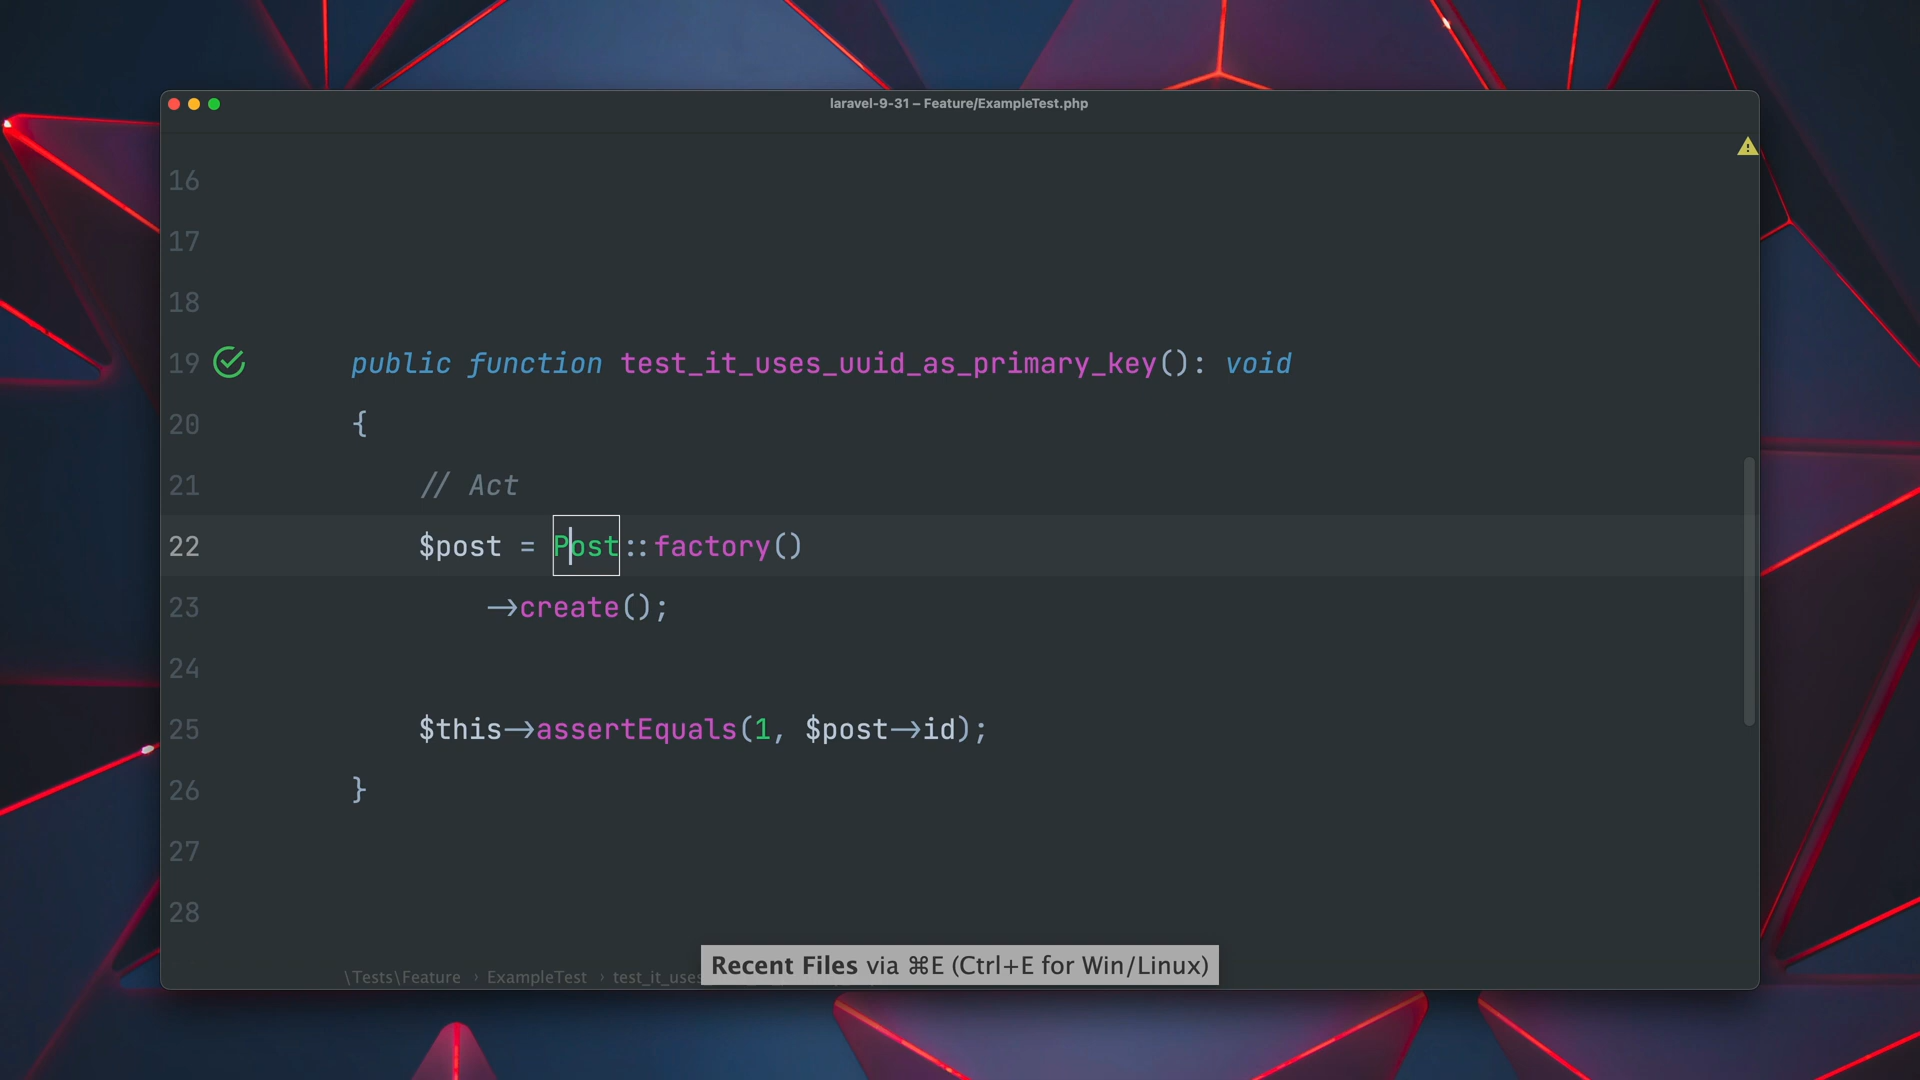 laravel-9-31 – Feature/ExampleTest.php
16
17
18
19 public function test_it_uses_uuid_as_primary_key(): void
20 {
21 // Act
22 $post = Post::factory()
23 ->create();
24
25 $this->assertEquals(1, $post->id);
26 }
27
28
\Tests\Feature › ExampleTest › test_it_uses
Recent Files via ⌘E (Ctrl+E for Win/Linux)